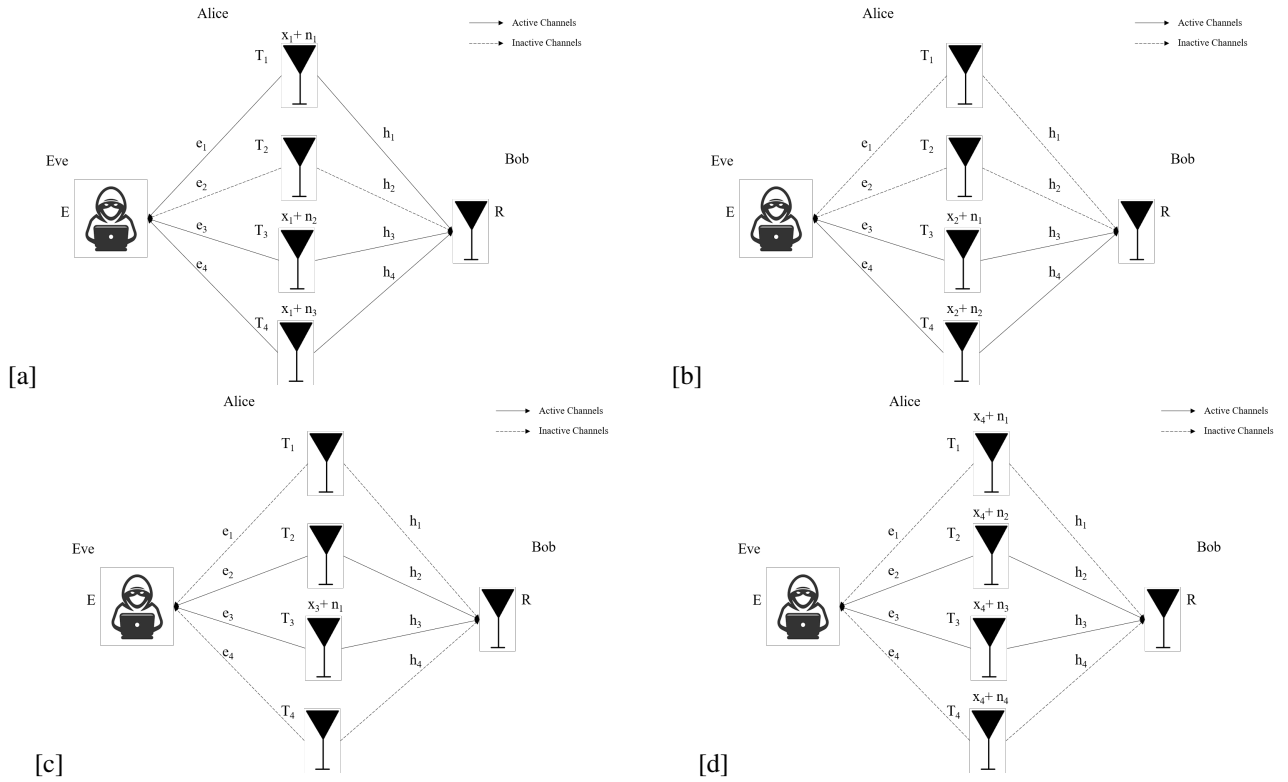 Alice
Active Channels
Inactive Channels
x₁+ n₁
T₁
e₁
h₁
T₂
Eve
Bob
e₂
h₂
E
R
x₁+ n₂
T₃
e₃
h₃
e₄
h₄
x₁+ n₃
T₄
[a]
Alice
Active Channels
Inactive Channels
T₁
e₁
h₁
T₂
Eve
Bob
e₂
h₂
E
R
x₂+ n₁
T₃
e₃
h₃
e₄
h₄
x₂+ n₂
T₄
[b]
Alice
Active Channels
Inactive Channels
T₁
e₁
h₁
T₂
Eve
Bob
e₂
h₂
E
R
x₃+ n₁
T₃
e₃
h₃
e₄
h₄
T₄
[c]
Alice
Active Channels
Inactive Channels
x₄+ n₁
T₁
e₁
h₁
x₄+ n₂
T₂
Eve
Bob
e₂
h₂
E
R
x₄+ n₃
T₃
e₃
h₃
e₄
h₄
x₄+ n₄
T₄
[d]